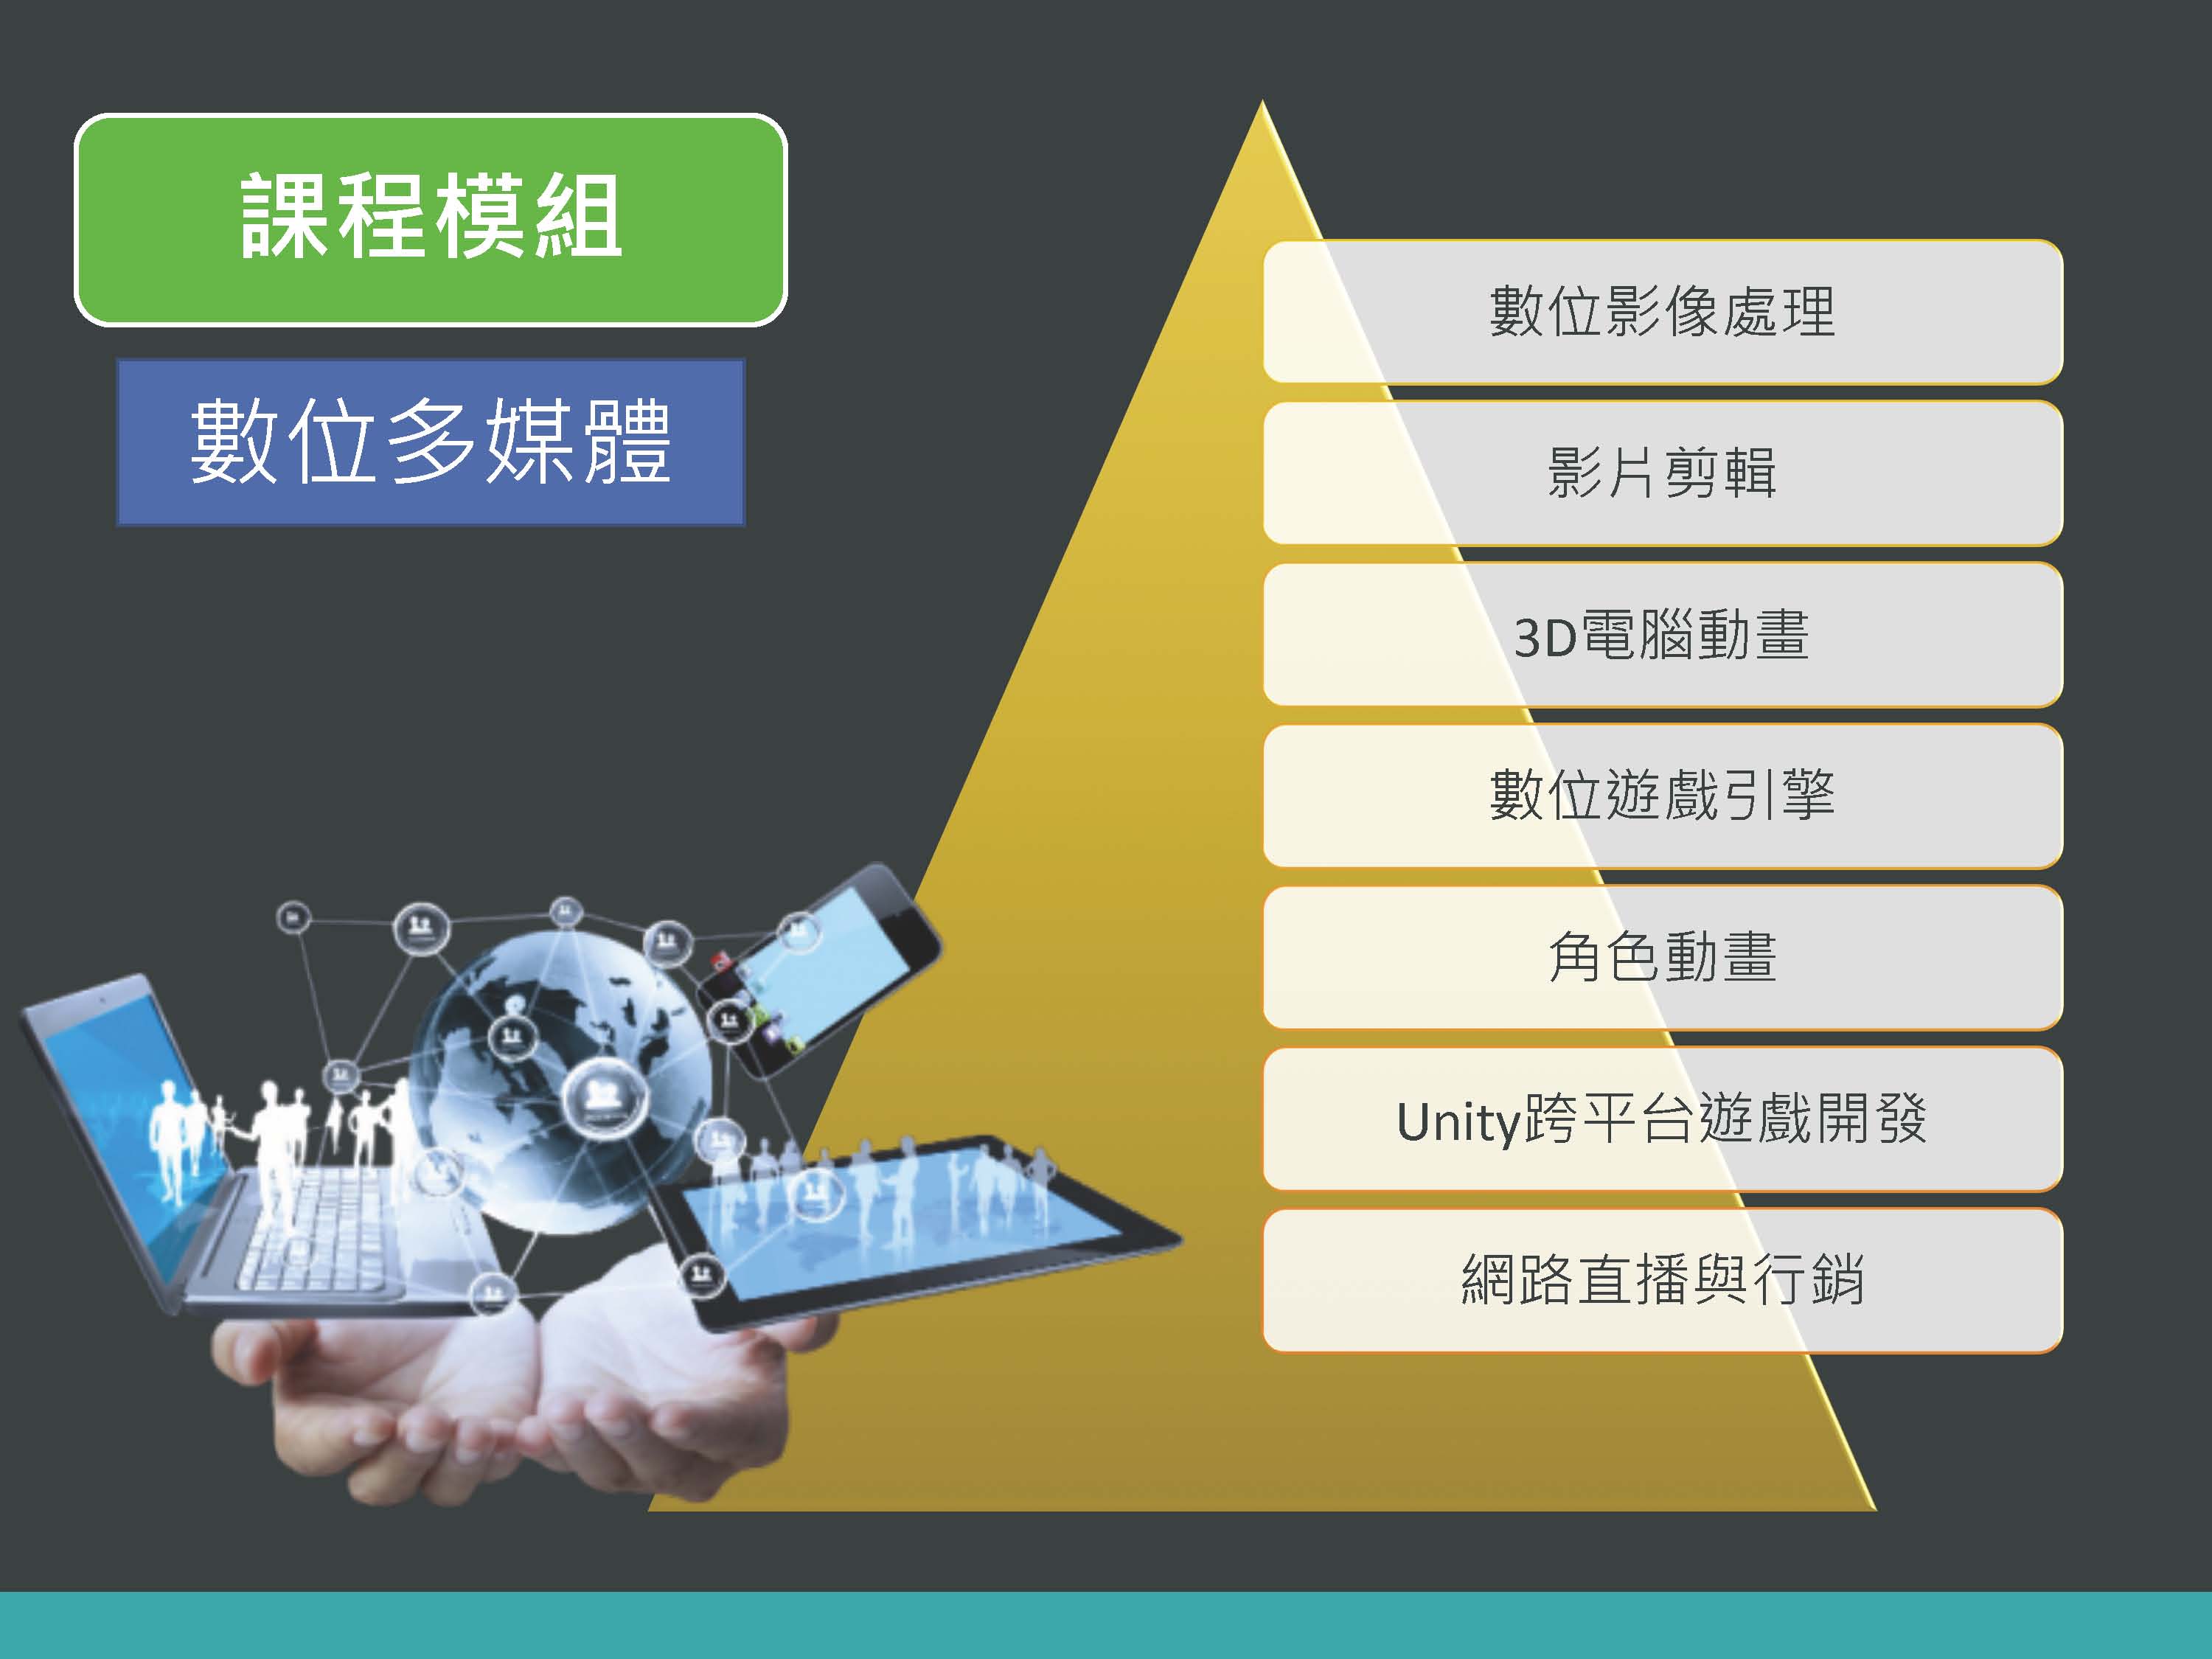 課程模組
數位多媒體
數位影像處理
影片剪輯
3D電腦動畫
數位遊戲引擎
角色動畫
Unity跨平台遊戲開發
網路直播與行銷